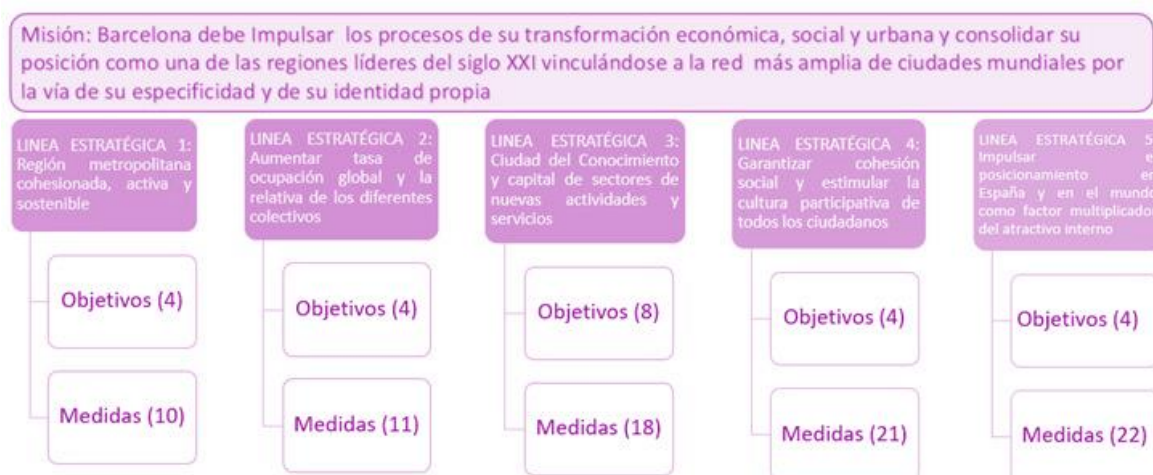 Misión: Barcelona debe Impulsar los procesos de su transformación económica, social y urbana y consolidar su
posición como una de las regiones líderes del siglo XXI vinculándose a la red más amplia de ciudades mundiales por
la vía de su especificidad y de su identidad propia
LINEA ESTRATÉGICA 1:
Región metropolitana
cohesionada, activa y
sostenible
Objetivos (4)
Medidas (10)
LINEA ESTRATÉGICA 2:
Aumentar tasa de
ocupación global y la
relativa de los diferentes
colectivos
Objetivos (4)
Medidas (11)
LINEA ESTRATÉGICA 3:
Ciudad del Conocimiento
y capital de sectores de
nuevas actividades y
servicios
Objetivos (8)
Medidas (18)
LINEA ESTRATÉGICA 4:
Garantizar cohesión
social y estimular la
cultura participativa de
todos los ciudadanos
Objetivos (4)
Medidas (21)
LINEA ESTRATÉGICA 5
Impulsar e
posicionamiento en
España y en el mundo
como factor multiplicador
del atractivo interno
Objetivos (4)
Medidas (22)